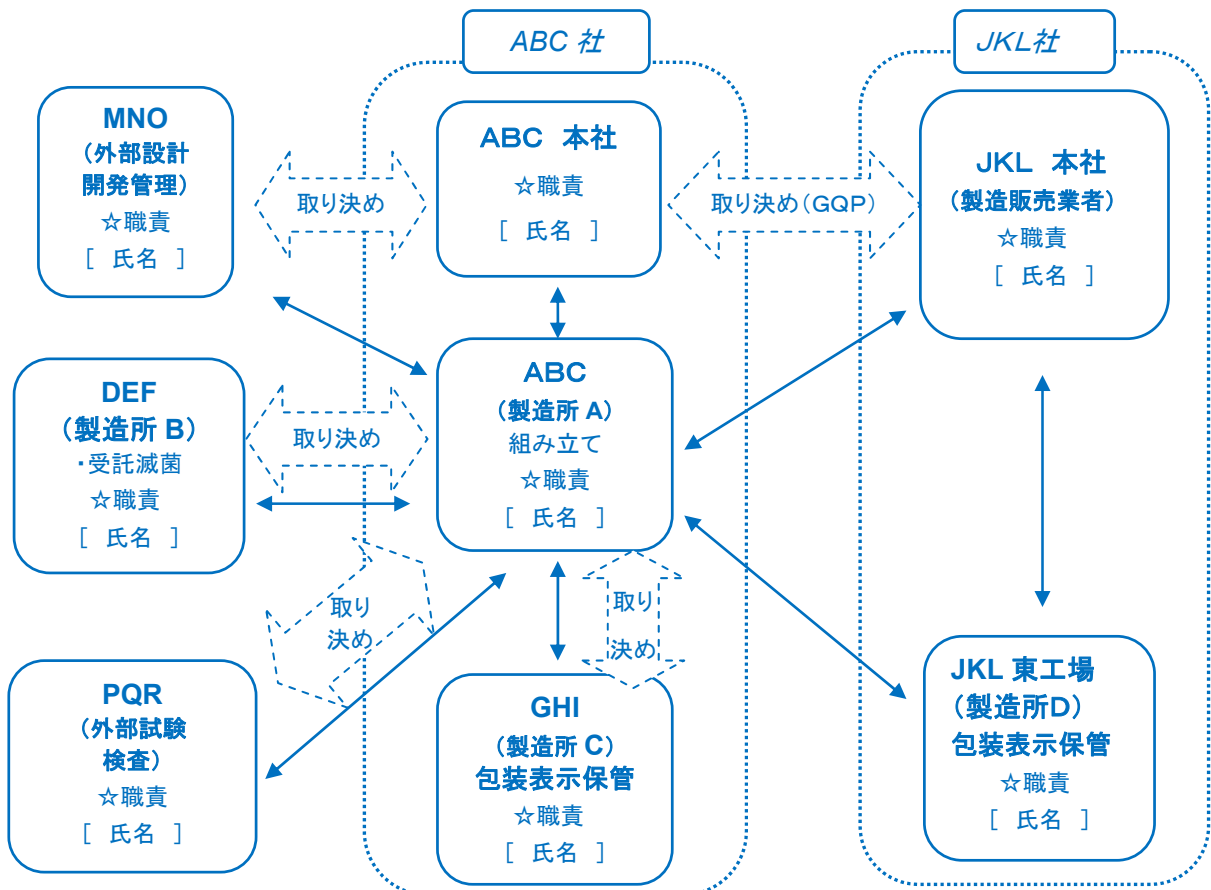 ABC 社
JKL社
MNO
(外部設計
開発管理)
☆職責
[ 氏名 ]
取り決め
ABC 本社
☆職責
[ 氏名 ]
取り決め(GQP)
JKL 本社
(製造販売業者)
☆職責
[ 氏名 ]
DEF
(製造所 B)
・受託滅菌
☆職責
[ 氏名 ]
取り決め
ABC
(製造所 A)
組み立て
☆職責
[ 氏名 ]
取り
決め
取り
決め
PQR
(外部試験
検査)
☆職責
[ 氏名 ]
GHI
(製造所 C)
包装表示保管
☆職責
[ 氏名 ]
JKL 東工場
(製造所D)
包装表示保管
☆職責
[ 氏名 ]